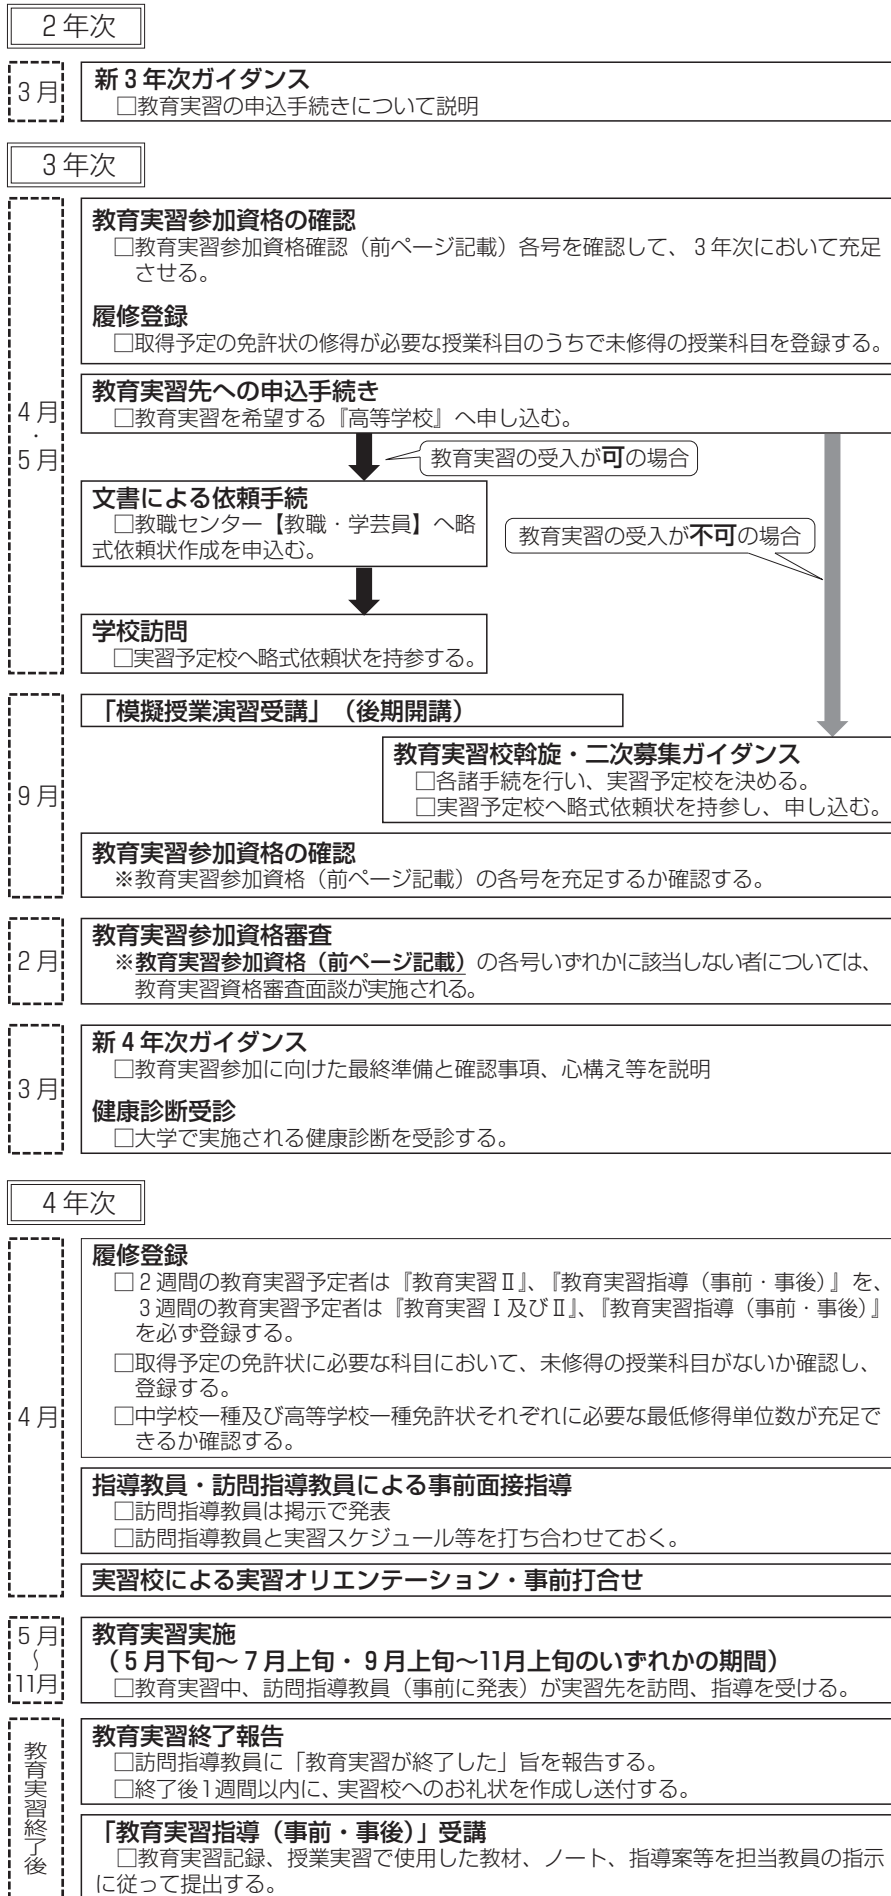 2年次
3月
新3年次ガイダンス
□教育実習の申込手続きについて説明
3年次
4月・5月
教育実習参加資格の確認
□教育実習参加資格確認（前ページ記載）各号を確認して、3年次において充足
させる。
履修登録
□取得予定の免許状の修得が必要な授業科目のうちで未修得の授業科目を登録する。
教育実習先への申込手続き
□教育実習を希望する『高等学校』へ申し込む。
教育実習の受入が可の場合
文書による依頼手続
□教職センター【教職・学芸員】へ略
式依頼状作成を申込む。
教育実習の受入が不可の場合
学校訪問
□実習予定校へ略式依頼状を持参する。
9月
「模擬授業演習受講」（後期開講）
教育実習校斡旋・二次募集ガイダンス
□各諸手続を行い、実習予定校を決める。
□実習予定校へ略式依頼状を持参し、申し込む。
教育実習参加資格の確認
※教育実習参加資格（前ページ記載）の各号を充足するか確認する。
2月
教育実習参加資格審査
※教育実習参加資格（前ページ記載）の各号いずれかに該当しない者については、
教育実習資格審査面談が実施される。
3月
新4年次ガイダンス
□教育実習参加に向けた最終準備と確認事項、心構え等を説明
健康診断受診
□大学で実施される健康診断を受診する。
4年次
4月
履修登録
□2週間の教育実習予定者は『教育実習Ⅱ』、『教育実習指導（事前・事後）』を、
3週間の教育実習予定者は『教育実習Ⅰ及びⅡ』、『教育実習指導（事前・事後）』
を必ず登録する。
□取得予定の免許状に必要な科目において、未修得の授業科目がないか確認し、
登録する。
□中学校一種及び高等学校一種免許状それぞれに必要な最低修得単位数が充足で
きるか確認する。
指導教員・訪問指導教員による事前面接指導
□訪問指導教員は掲示で発表
□訪問指導教員と実習スケジュール等を打ち合わせておく。
実習校による実習オリエンテーション・事前打合せ
5月〜11月
教育実習実施
（5月下旬〜7月上旬・9月上旬〜11月上旬のいずれかの期間）
□教育実習中、訪問指導教員（事前に発表）が実習先を訪問、指導を受ける。
教育実習終了後
教育実習終了報告
□訪問指導教員に「教育実習が終了した」旨を報告する。
□終了後1週間以内に、実習校へのお礼状を作成し送付する。
「教育実習指導（事前・事後）」受講
□教育実習記録、授業実習で使用した教材、ノート、指導案等を担当教員の指示
に従って提出する。